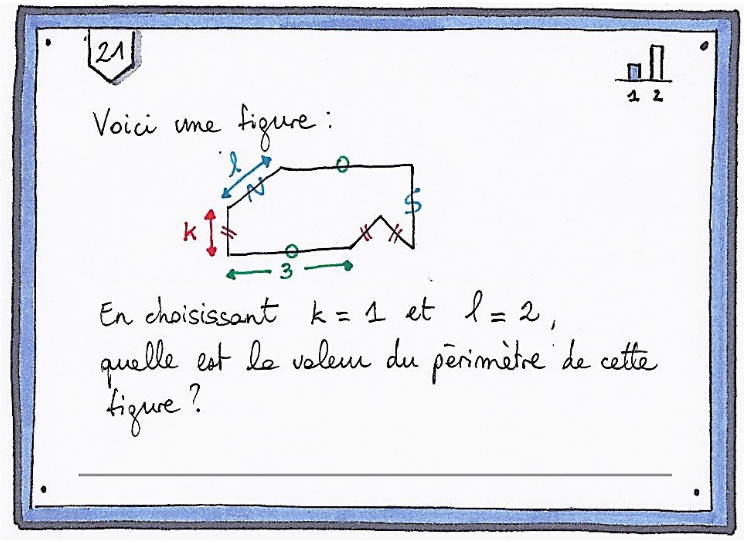 21
1 2
Voici une figure :
l
k
3
En choisissant k = 1 et l = 2,
quelle est la valeur du périmètre de cette
figure ?